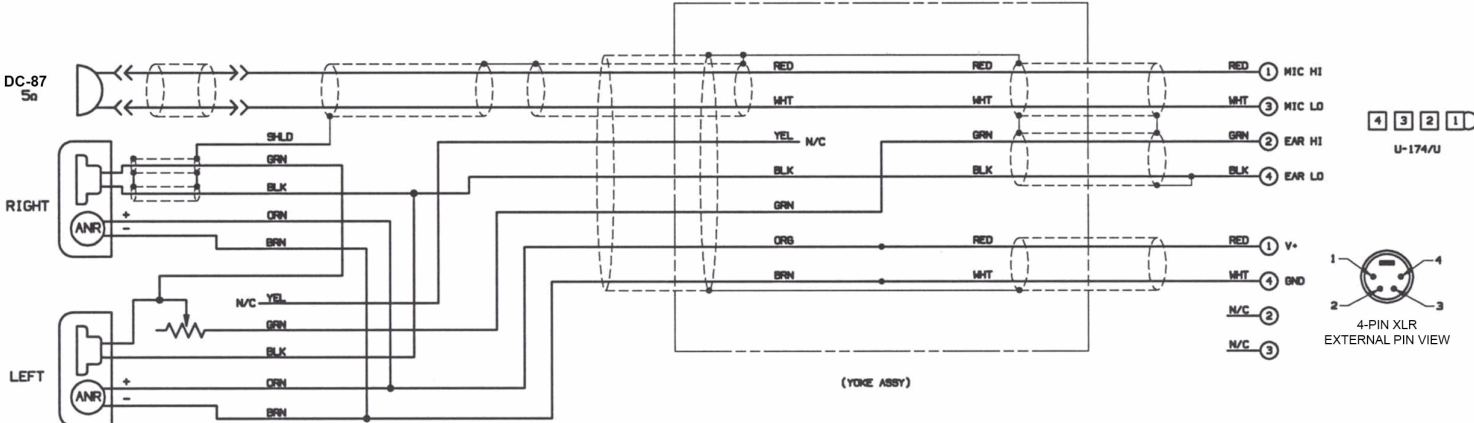 DC-87
5Ω
RED RED RED 1 MIC HI
WHT WHT WHT 3 MIC LO
SHLD YEL N/C GRN GRN 2 EAR HI
4 3 2 1
U-174/U
GRN
BLK BLK BLK BLK 4 EAR LO
RIGHT
GRN
ORN
+
ANR
-
BRN
ORG RED RED 1 V+
BRN WHT WHT 4 GND
1 4
2 3
4-PIN XLR
EXTERNAL PIN VIEW
N/C YEL
N/C 2
GRN
N/C 3
BLK
LEFT
(YOKE ASSY)
+ ORN
ANR
-
BRN